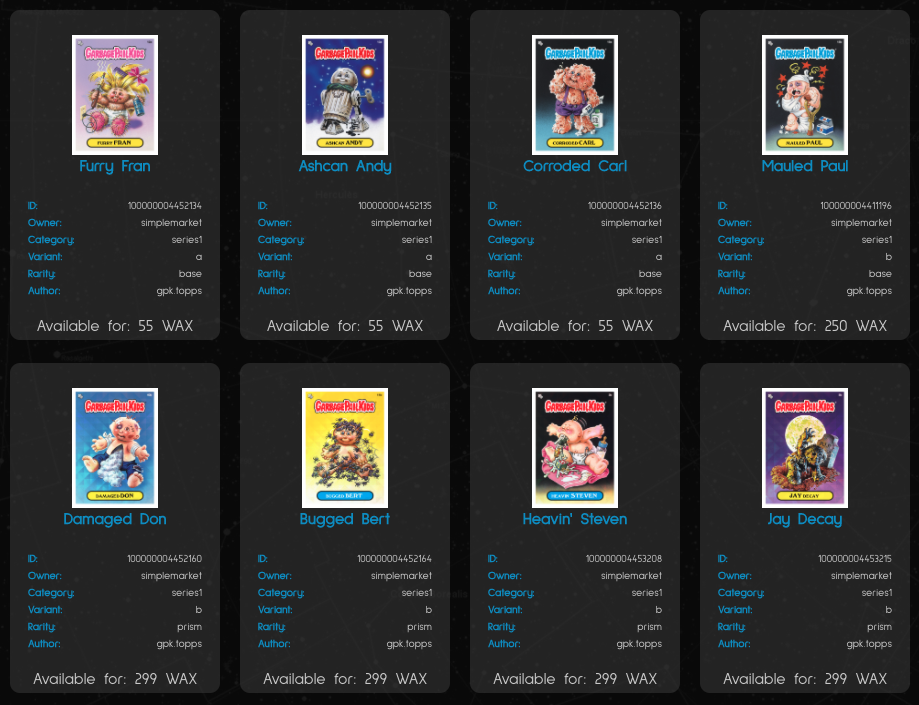 GARBAGE PAIL KIDS
FURRY FRAN
Furry Fran
ID: 100000004452134
Owner: simplemarket
Category: series1
Variant: a
Rarity: base
Author: gpk.topps
Available for: 55 WAX
GARBAGE PAIL KIDS
ASHCAN ANDY
Ashcan Andy
ID: 100000004452135
Owner: simplemarket
Category: series1
Variant: a
Rarity: base
Author: gpk.topps
Available for: 55 WAX
GARBAGE PAIL KIDS
CORRODED CARL
Corroded Carl
ID: 100000004452136
Owner: simplemarket
Category: series1
Variant: a
Rarity: base
Author: gpk.topps
Available for: 55 WAX
GARBAGE PAIL KIDS
MAULED PAUL
Mauled Paul
ID: 100000004411196
Owner: simplemarket
Category: series1
Variant: b
Rarity: base
Author: gpk.topps
Available for: 250 WAX
GARBAGE PAIL KIDS
DAMAGED DON
Damaged Don
ID: 100000004452160
Owner: simplemarket
Category: series1
Variant: b
Rarity: prism
Author: gpk.topps
Available for: 299 WAX
GARBAGE PAIL KIDS
BUGGED BERT
Bugged Bert
ID: 100000004452164
Owner: simplemarket
Category: series1
Variant: b
Rarity: prism
Author: gpk.topps
Available for: 299 WAX
GARBAGE PAIL KIDS
HEAVIN' STEVEN
Heavin' Steven
ID: 100000004453208
Owner: simplemarket
Category: series1
Variant: b
Rarity: prism
Author: gpk.topps
Available for: 299 WAX
GARBAGE PAIL KIDS
JAY DECAY
Jay Decay
ID: 100000004453215
Owner: simplemarket
Category: series1
Variant: b
Rarity: prism
Author: gpk.topps
Available for: 299 WAX